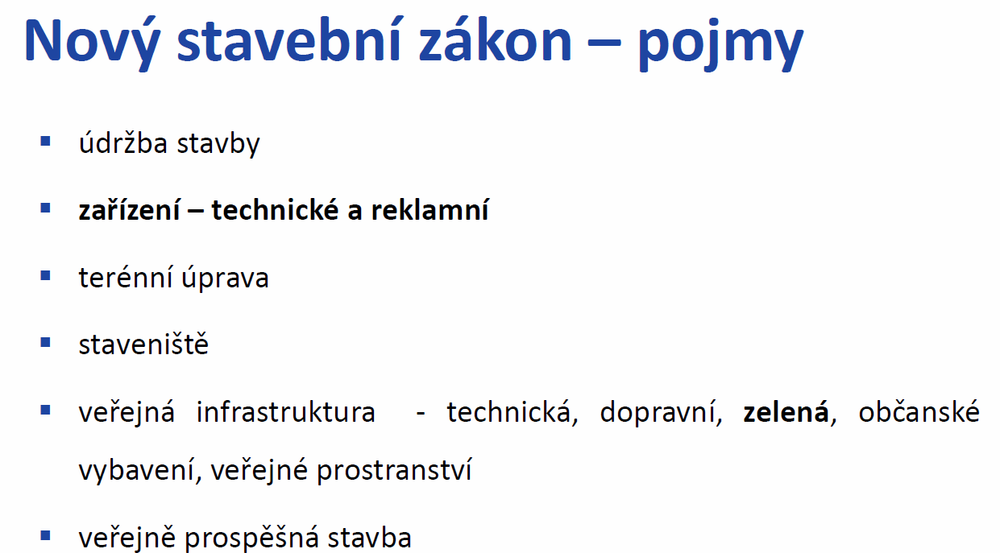 Nový stavební zákon – pojmy
▪ údržba stavby
▪ zařízení – technické a reklamní
▪ terénní úprava
▪ staveniště
▪ veřejná infrastruktura - technická, dopravní, zelená, občanské
vybavení, veřejné prostranství
▪ veřejně prospěšná stavba